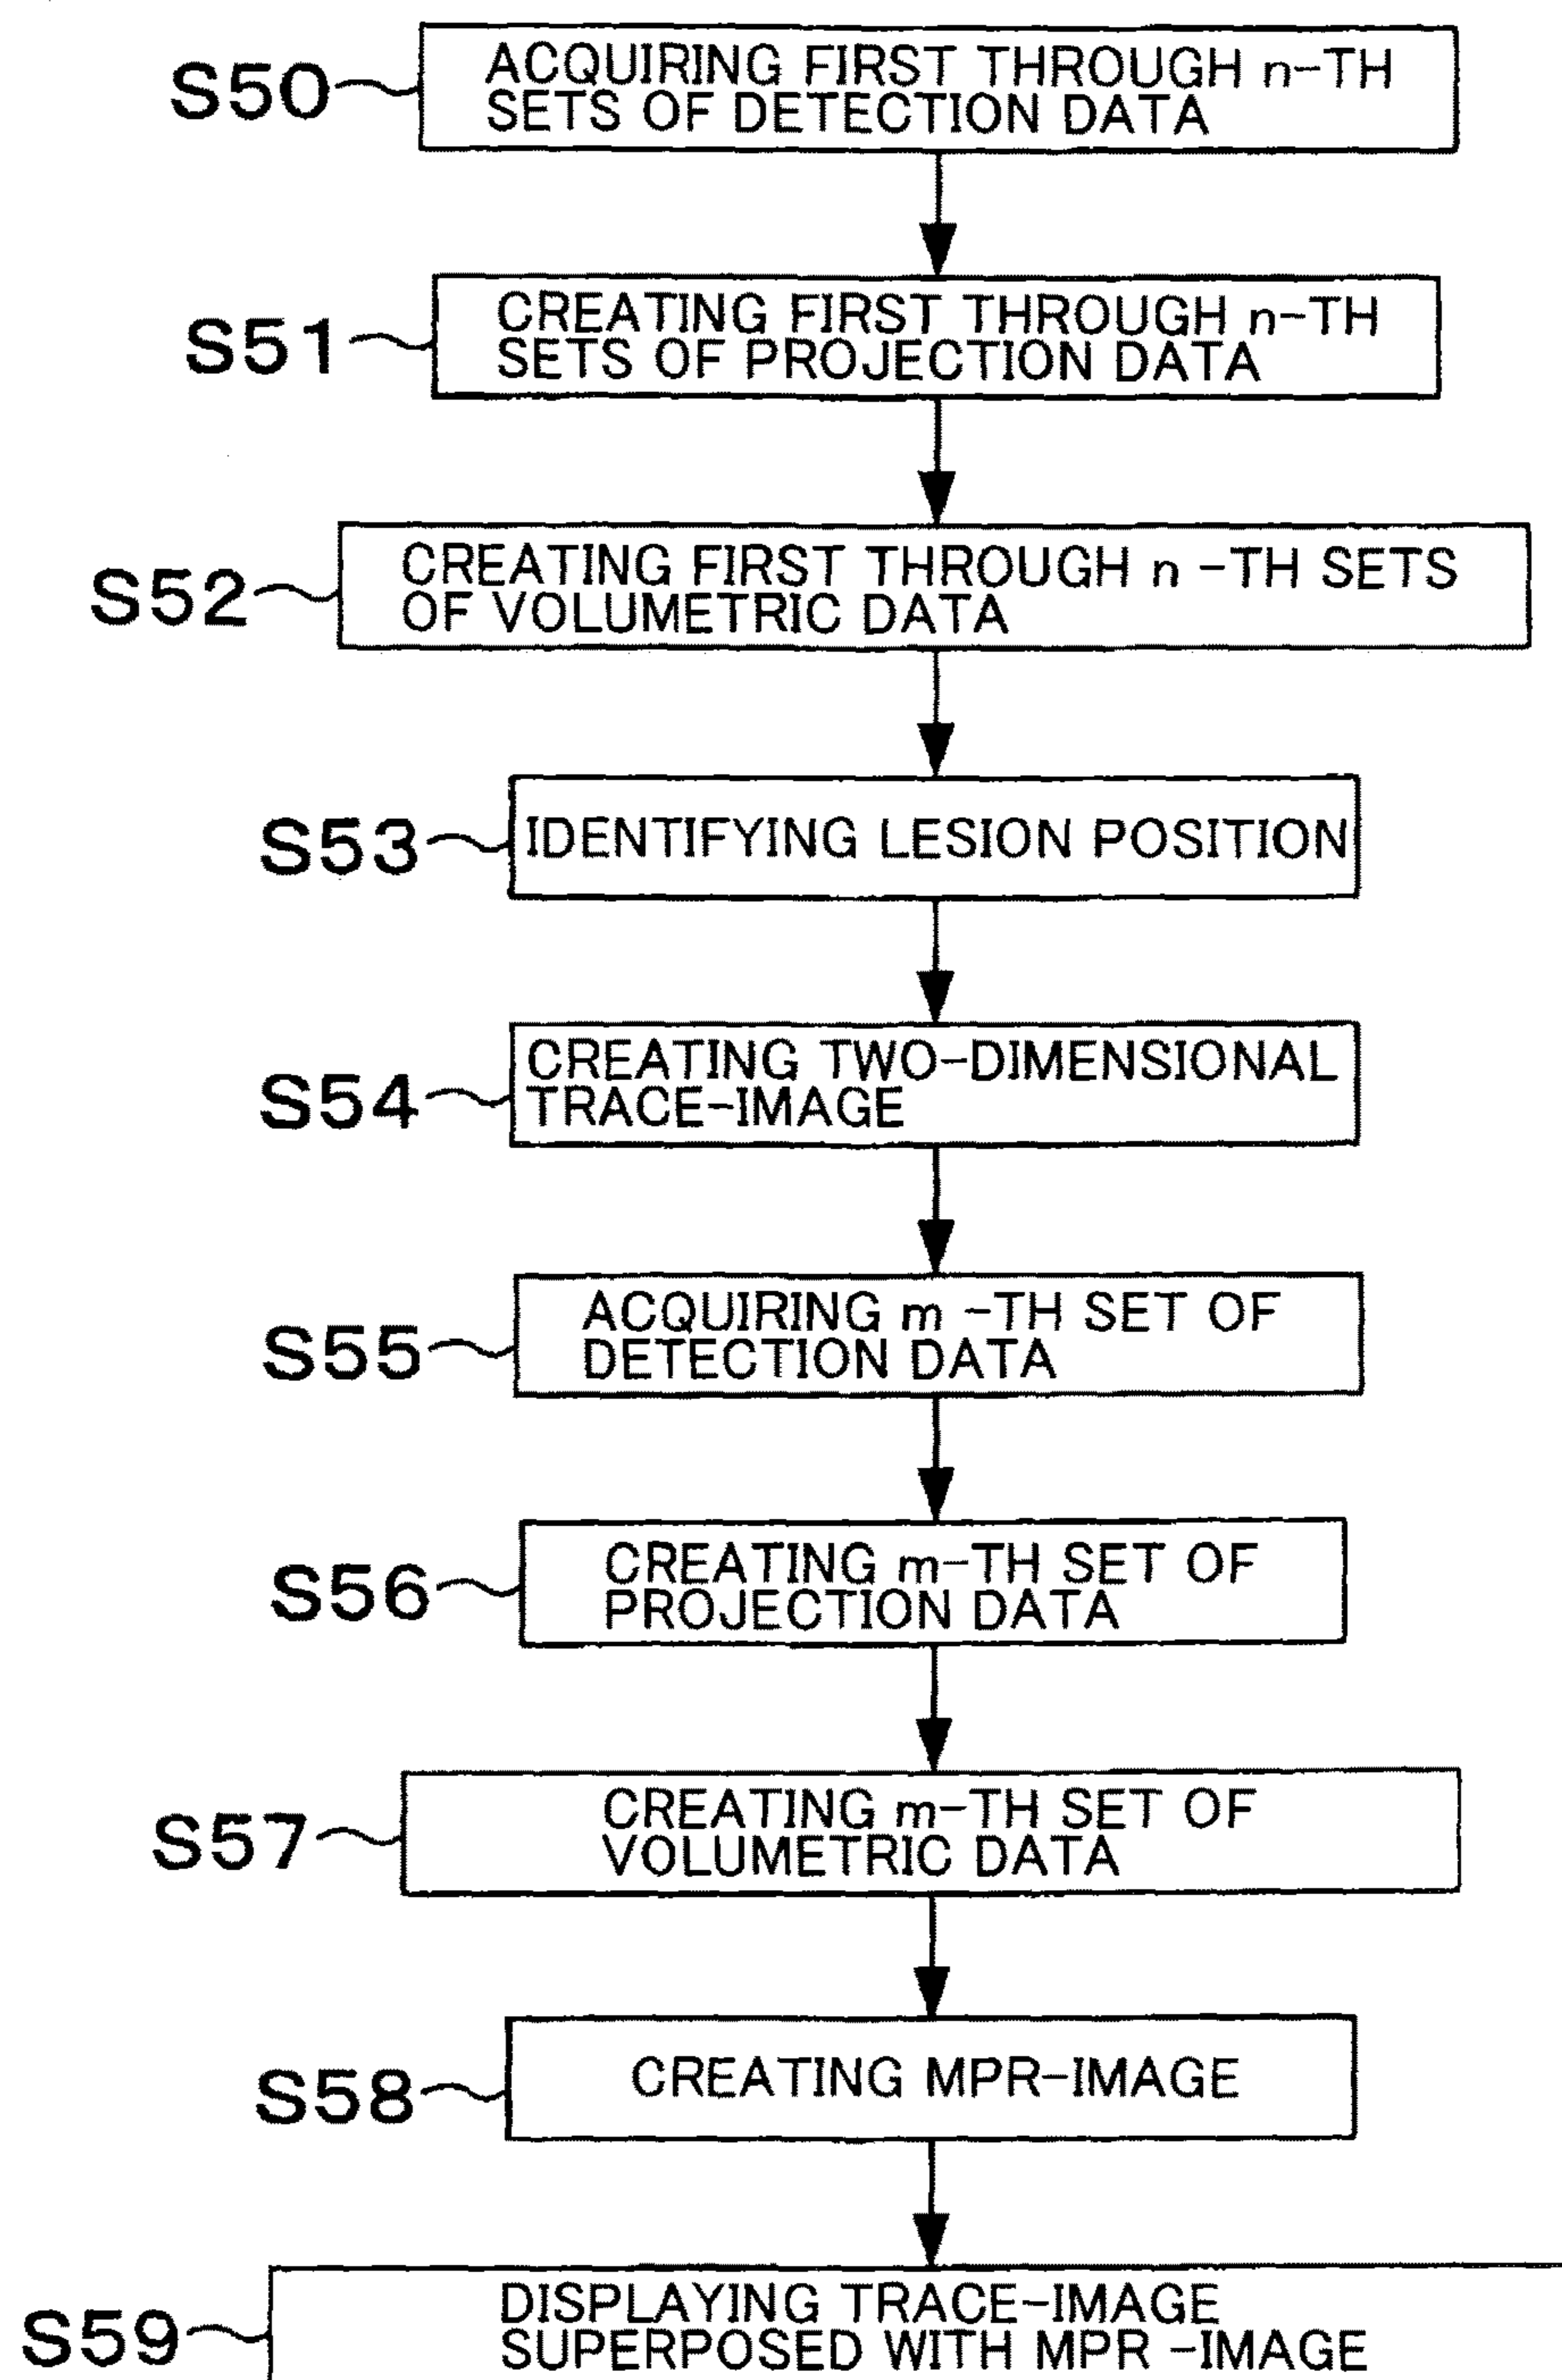 S50
ACQUIRING FIRST THROUGH n-TH
SETS OF DETECTION DATA
S51
CREATING FIRST THROUGH n-TH
SETS OF PROJECTION DATA
S52
CREATING FIRST THROUGH n -TH SETS
OF VOLUMETRIC DATA
S53
IDENTIFYING LESION POSITION
S54
CREATING TWO-DIMENSIONAL
TRACE-IMAGE
S55
ACQUIRING m -TH SET OF
DETECTION DATA
S56
CREATING m-TH SET OF
PROJECTION DATA
S57
CREATING m-TH SET OF
VOLUMETRIC DATA
S58
CREATING MPR-IMAGE
S59
DISPLAYING TRACE-IMAGE
SUPERPOSED WITH MPR -IMAGE